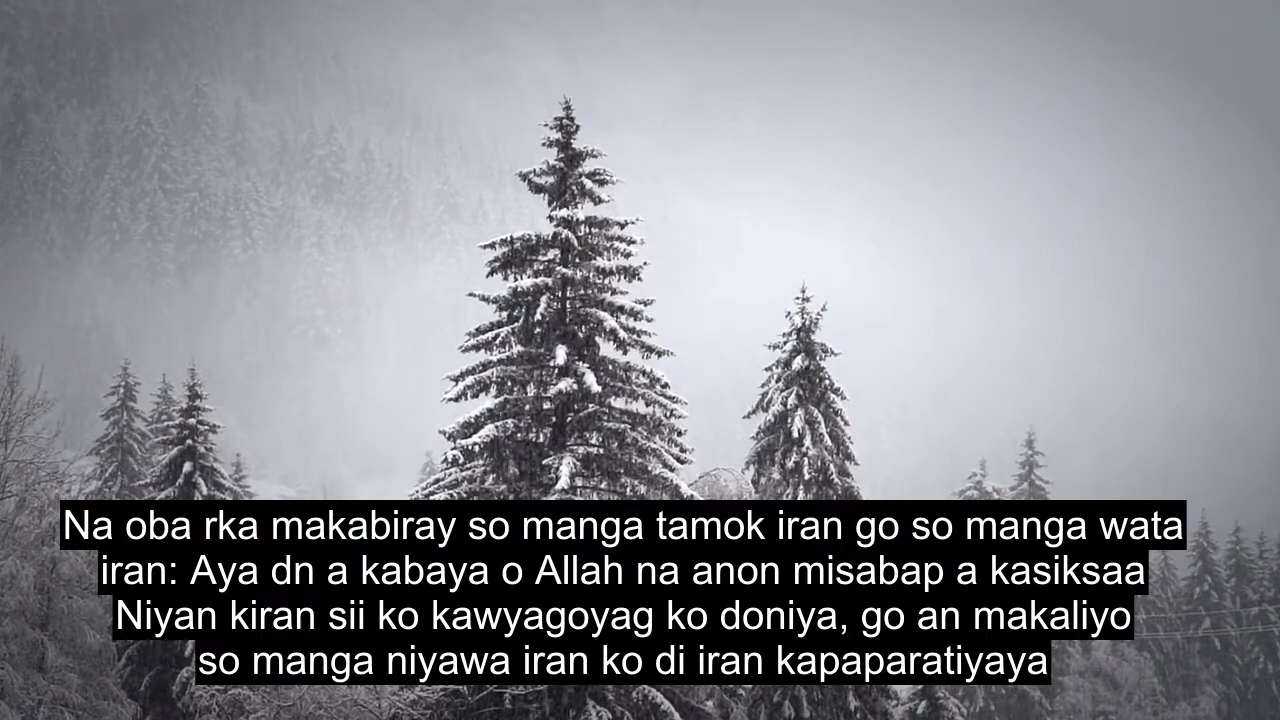 Na oba rka makabiray so manga tamok iran go so manga wata
iran: Aya dn a kabaya o Allah na anon misabap a kasiksaa
Niyan kiran sii ko kawyagoyag ko doniya, go an makaliyo
so manga niyawa iran ko di iran kapaparatiyaya